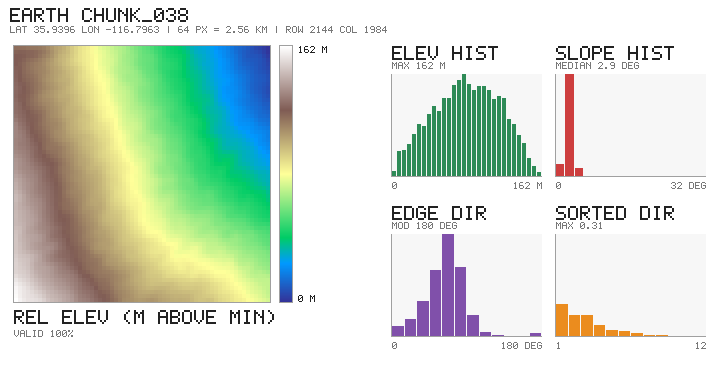 EARTH CHUNK_038
LAT 35.9396 LON -116.7963 | 64 PX = 2.56 KM | ROW 2144 COL 1984
162 M
0 M
REL ELEV (M ABOVE MIN)
VALID 100%
ELEV HIST
MAX 162 M
0 162 M
SLOPE HIST
MEDIAN 2.9 DEG
0 32 DEG
EDGE DIR
MOD 180 DEG
0 180 DEG
SORTED DIR
MAX 0.31
1 12